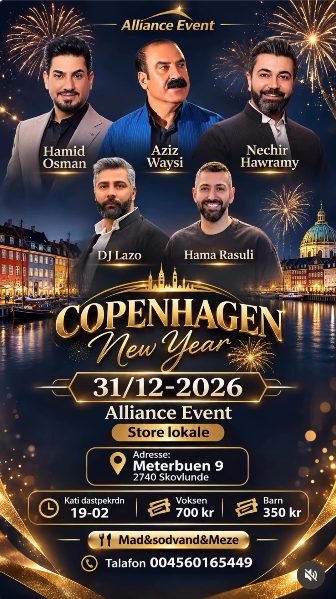 Alliance Event
Hamid
Osman
Aziz
Waysi
Nechir
Hawramy
DJ Lazo
Hama Rasuli
COPENHAGEN
New Year
31/12-2026
Alliance Event
Store lokale
Adresse:
Meterbuen 9
2740 Skovlunde
Kati dastpekrdn
19-02
Voksen
700 kr
Barn
350 kr
Mad&sodvand&Meze
Talafon 004560165449